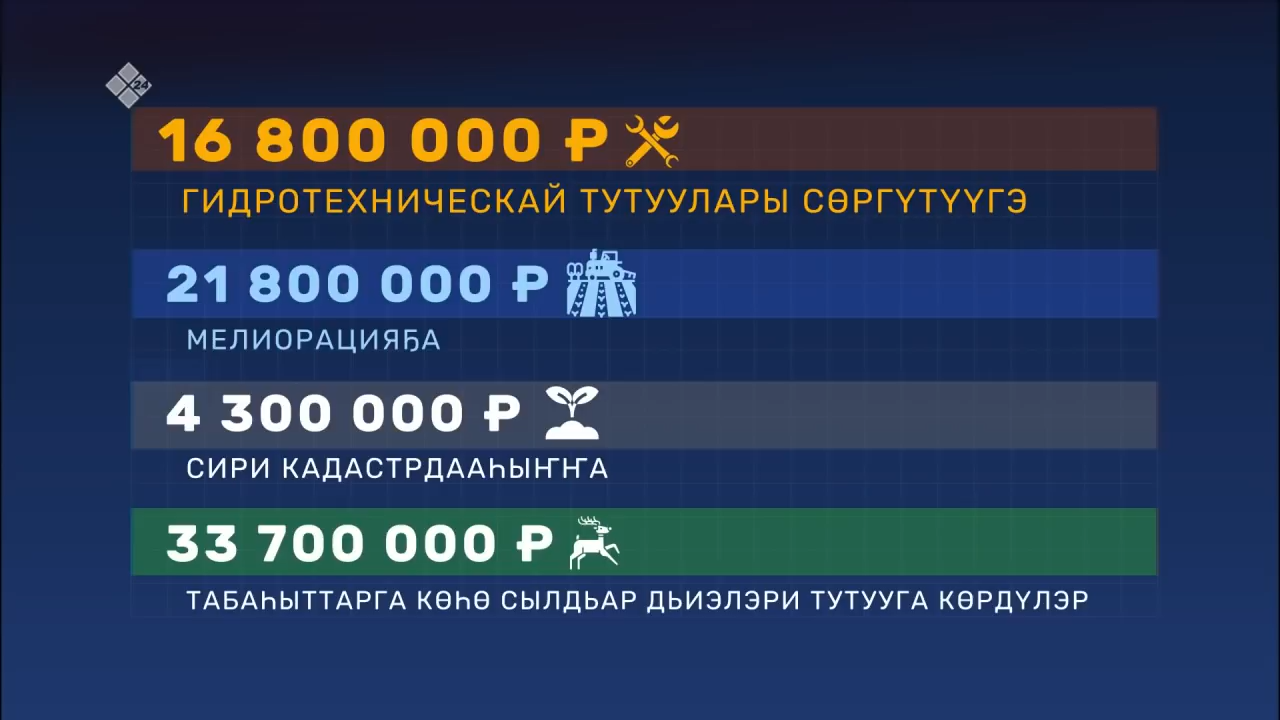 24
16 800 000 ₽
ГИДРОТЕХНИЧЕСКАЙ ТУТУУЛАРЫ СӨРГҮТҮҮГЭ
21 800 000 ₽
МЕЛИОРАЦИЯҔА
4 300 000 ₽
СИРИ КАДАСТРДААҺЫҤҤА
33 700 000 ₽
ТАБАҺЫТТАРГА КӨҺӨ СЫЛДЬАР ДЬИЭЛЭРИ ТУТУУГА КӨРДҮЛЭР